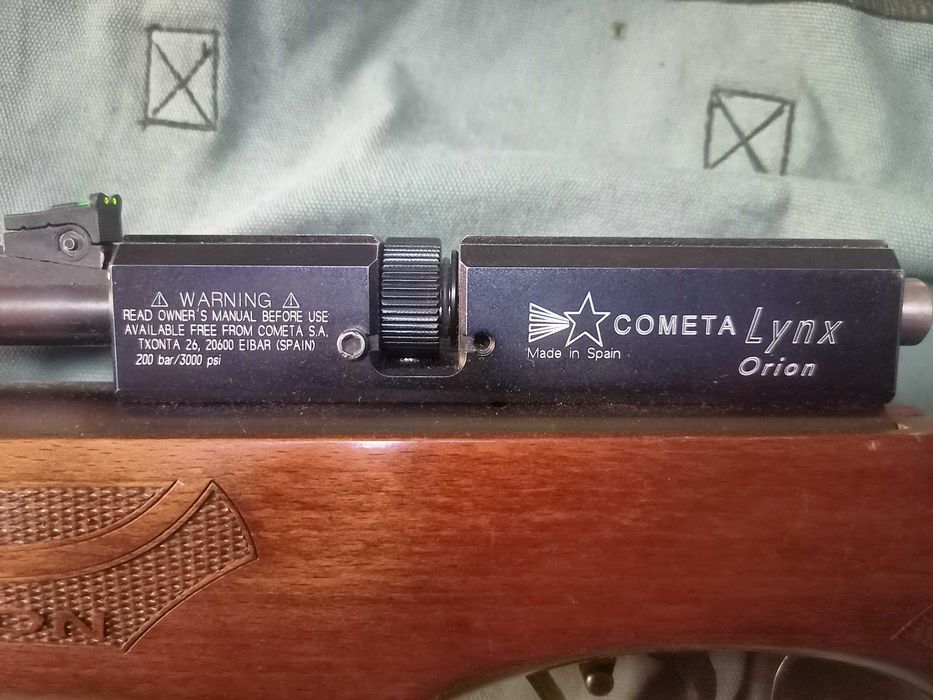 WARNING
READ OWNER'S MANUAL BEFORE USE
AVAILABLE FREE FROM COMETA S.A.
TXONTA 26, 20600 EIBAR (SPAIN)
200 bar/3000 psi
COMETA Lynx
Made in Spain
Orion